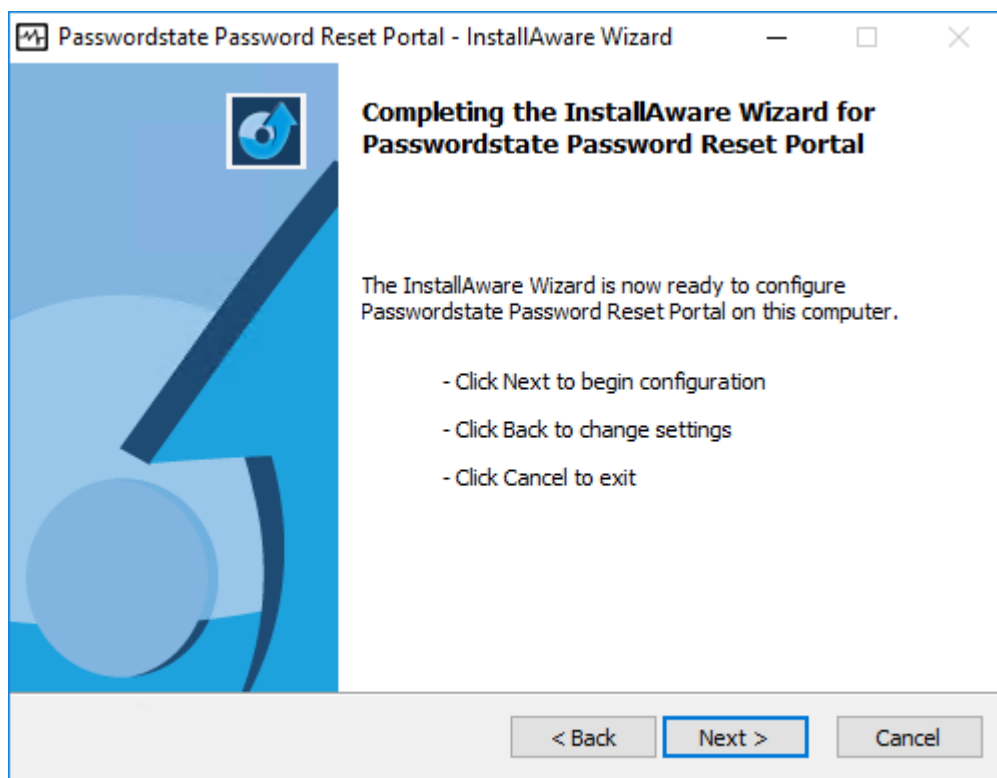 Passwordstate Password Reset Portal - InstallAware Wizard
Completing the InstallAware Wizard for
Passwordstate Password Reset Portal
The InstallAware Wizard is now ready to configure
Passwordstate Password Reset Portal on this computer.
- Click Next to begin configuration
- Click Back to change settings
- Click Cancel to exit
< Back Next > Cancel